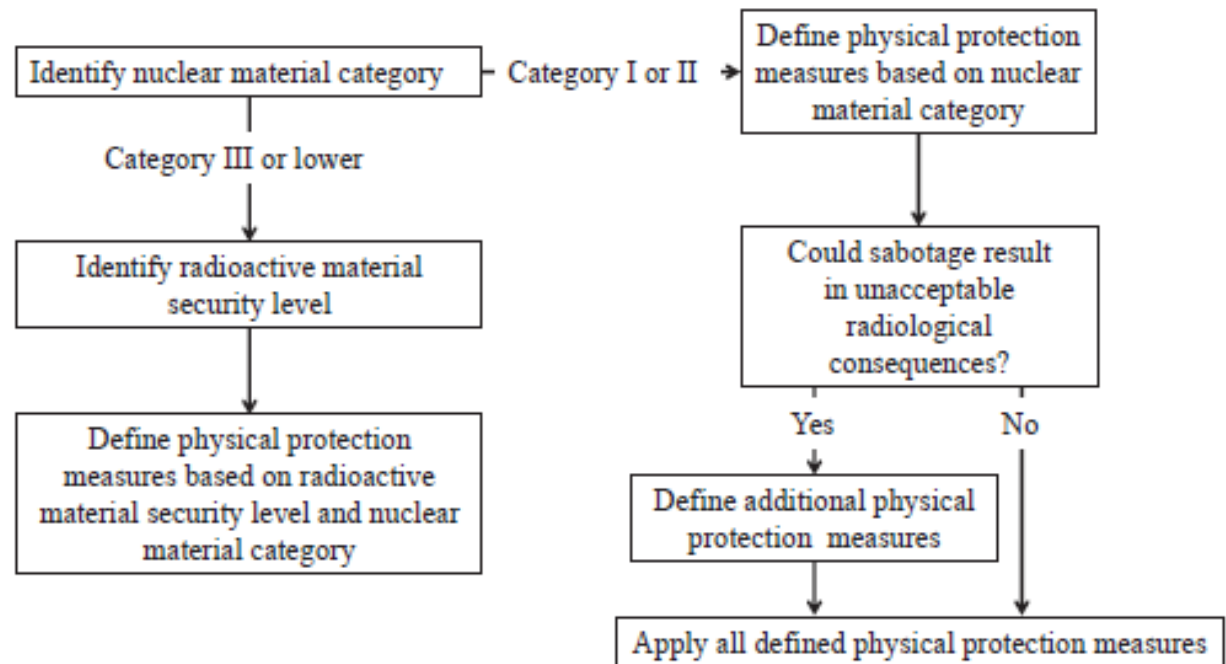 Identify nuclear material category
Category I or II
Define physical protection
measures based on nuclear
material category
Category III or lower
Identify radioactive material
security level
Define physical protection
measures based on radioactive
material security level and nuclear
material category
Could sabotage result
in unacceptable
radiological
consequences?
Yes
No
Define additional physical
protection measures
Apply all defined physical protection measures